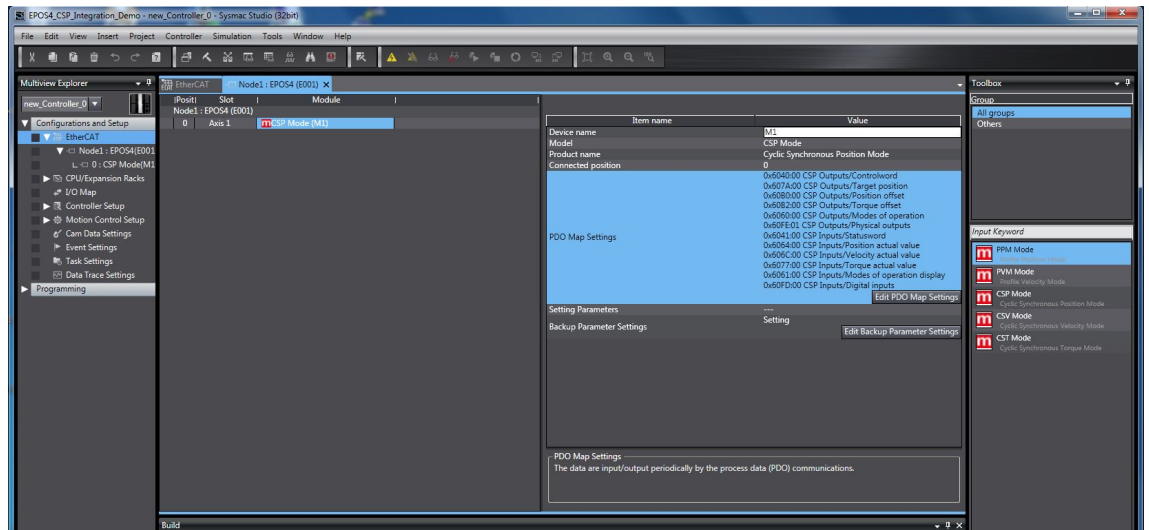 EPOS4_CSP_Integration_Demo - new_Controller_0 - Sysmac Studio (32bit)
File Edit View Insert Project Controller Simulation Tools Window Help
Multiview Explorer
new_Controller_0
Configurations and Setup
EtherCAT
Node1 : EPOS4(E001
0 : CSP Mode(M1
CPU/Expansion Racks
I/O Map
Controller Setup
Motion Control Setup
Cam Data Settings
Event Settings
Task Settings
Data Trace Settings
Programming
EtherCAT Node1 : EPOS4 (E001)
|Positi Slot | Module |
Node1 : EPOS4 (E001)
0 Axis 1 CSP Mode (M1)
Item name Value
Device name M1
Model CSP Mode
Product name Cyclic Synchronous Position Mode
Connected position 0
PDO Map Settings
0x6040:00 CSP Outputs/Controlword
0x607A:00 CSP Outputs/Target position
0x60B0:00 CSP Outputs/Position offset
0x60B2:00 CSP Outputs/Torque offset
0x6060:00 CSP Outputs/Modes of operation
0x60FE:01 CSP Outputs/Physical outputs
0x6041:00 CSP Inputs/Statusword
0x6064:00 CSP Inputs/Position actual value
0x606C:00 CSP Inputs/Velocity actual value
0x6077:00 CSP Inputs/Torque actual value
0x6061:00 CSP Inputs/Modes of operation display
0x60FD:00 CSP Inputs/Digital inputs
Edit PDO Map Settings
Setting Parameters ---
Backup Parameter Settings Setting
Edit Backup Parameter Settings
PDO Map Settings
The data are input/output periodically by the process data (PDO) communications.
Build
Toolbox
Group
All groups
Others
Input Keyword
PPM Mode
Profile Position Mode
PVM Mode
Profile Velocity Mode
CSP Mode
Cyclic Synchronous Position Mode
CSV Mode
Cyclic Synchronous Velocity Mode
CST Mode
Cyclic Synchronous Torque Mode